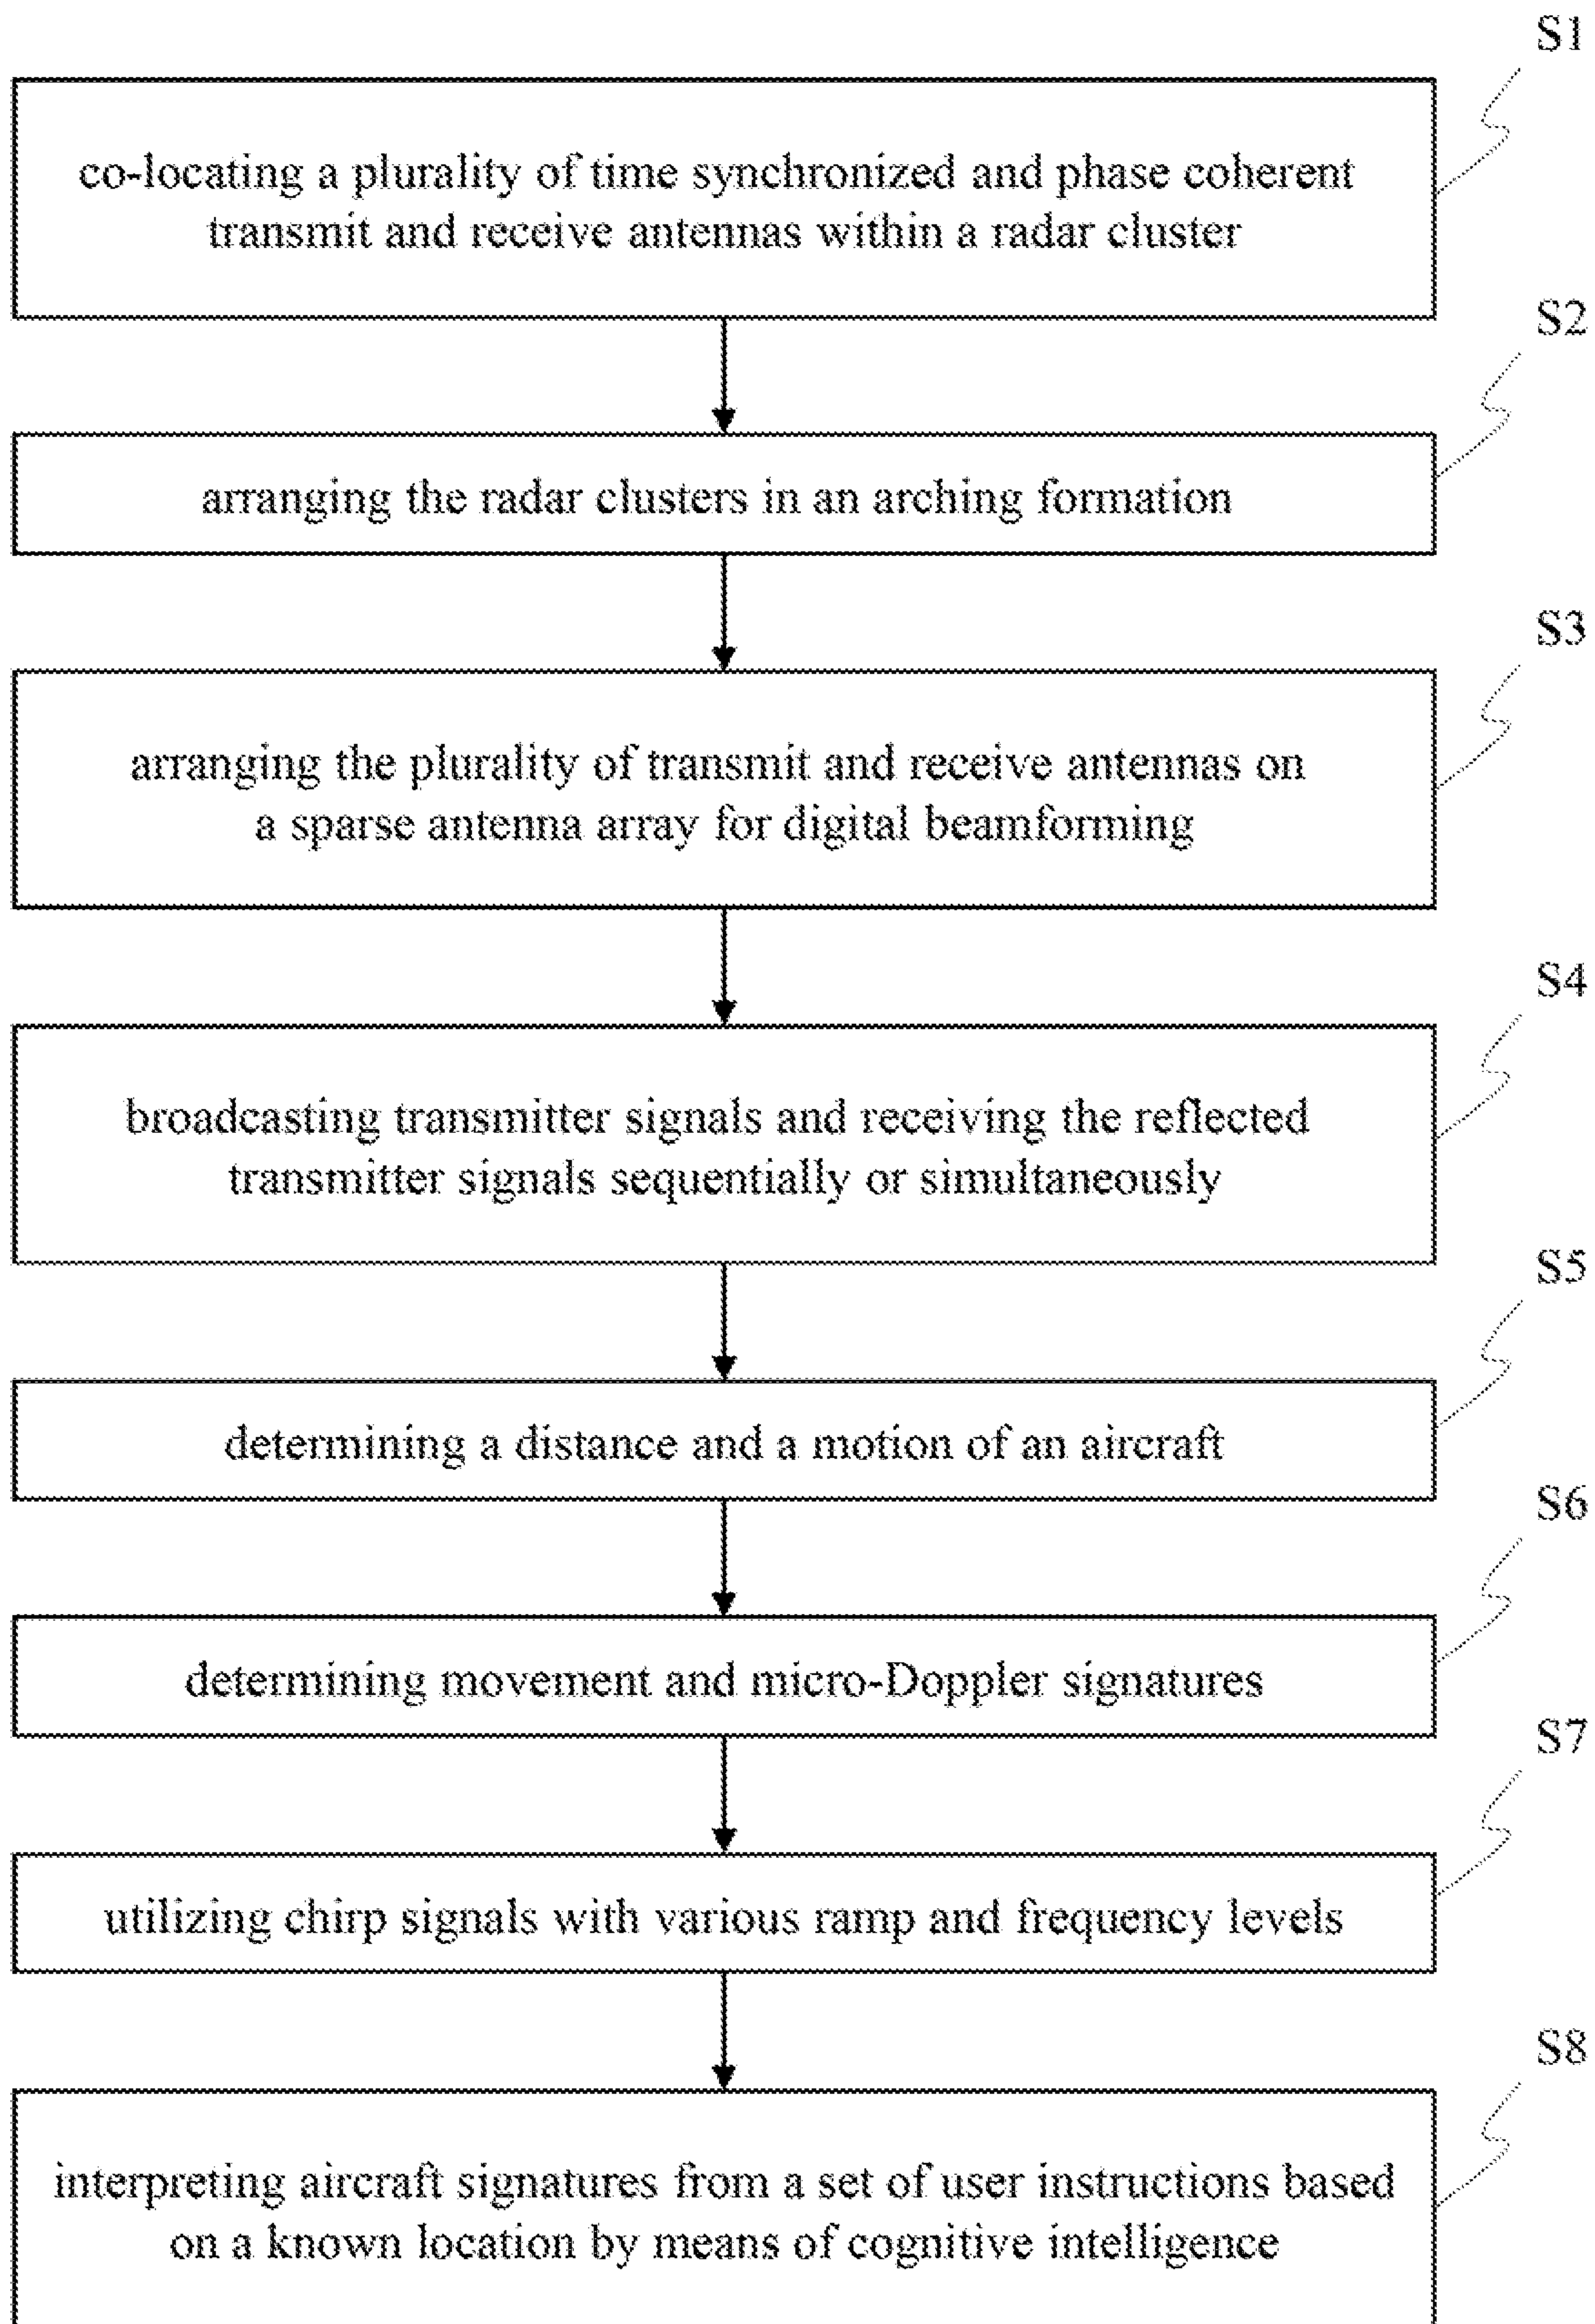 S1
co-locating a plurality of time synchronized and phase coherent
transmit and receive antennas within a radar cluster
S2
arranging the radar clusters in an arching formation
S3
arranging the plurality of transmit and receive antennas on
a sparse antenna array for digital beamforming
S4
broadcasting transmitter signals and receiving the reflected
transmitter signals sequentially or simultaneously
S5
determining a distance and a motion of an aircraft
S6
determining movement and micro-Doppler signatures
S7
utilizing chirp signals with various ramp and frequency levels
S8
interpreting aircraft signatures from a set of user instructions based
on a known location by means of cognitive intelligence